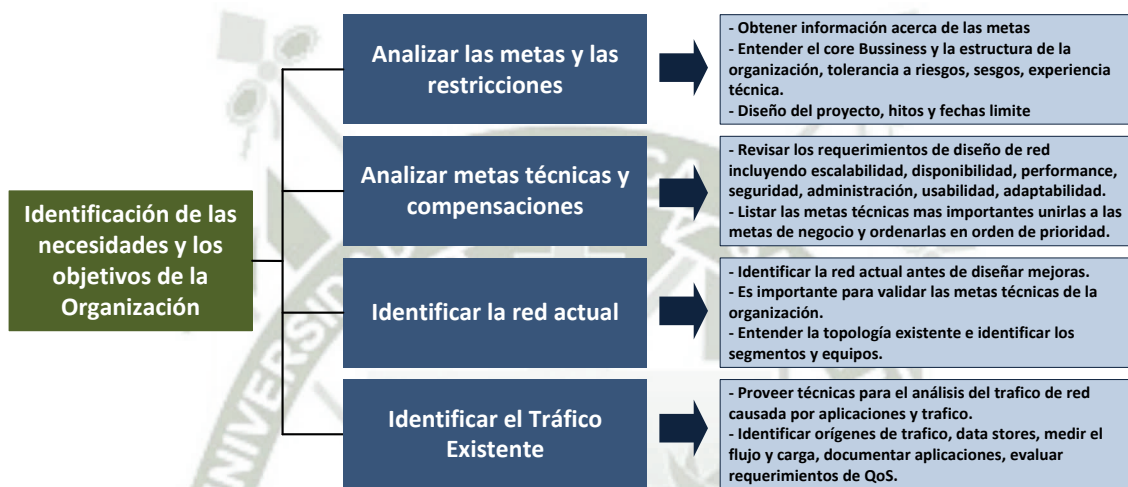 Identificación de las
necesidades y los
objetivos de la
Organización
Analizar las metas y las
restricciones
- Obtener información acerca de las metas
- Entender el core Bussiness y la estructura de la
organización, tolerancia a riesgos, sesgos, experiencia
técnica.
- Diseño del proyecto, hitos y fechas limite
Analizar metas técnicas y
compensaciones
- Revisar los requerimientos de diseño de red
incluyendo escalabilidad, disponibilidad, performance,
seguridad, administración, usabilidad, adaptabilidad.
- Listar las metas técnicas mas importantes unirlas a las
metas de negocio y ordenarlas en orden de prioridad.
Identificar la red actual
- Identificar la red actual antes de diseñar mejoras.
- Es importante para validar las metas técnicas de la
organización.
- Entender la topología existente e identificar los
segmentos y equipos.
Identificar el Tráfico
Existente
- Proveer técnicas para el análisis del trafico de red
causada por aplicaciones y trafico.
- Identificar orígenes de trafico, data stores, medir el
flujo y carga, documentar aplicaciones, evaluar
requerimientos de QoS.